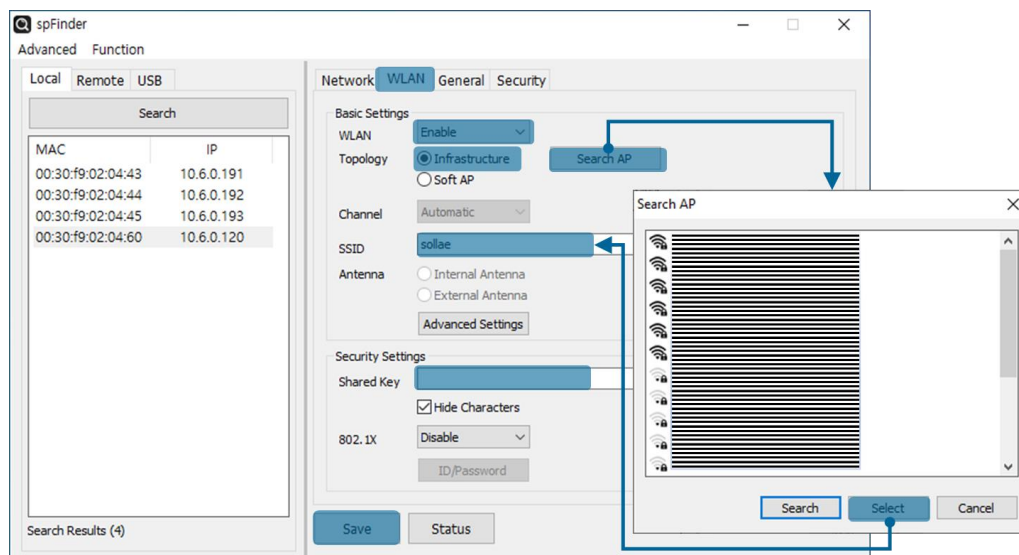 spFinder
Advanced Function
Local Remote USB
Search
MAC IP
00:30:f9:02:04:43 10.6.0.191
00:30:f9:02:04:44 10.6.0.192
00:30:f9:02:04:45 10.6.0.193
00:30:f9:02:04:60 10.6.0.120
Search Results (4)
Network WLAN General Security
Basic Settings
WLAN Enable
Topology Infrastructure Search AP
Soft AP
Channel Automatic
SSID sollae
Antenna Internal Antenna
External Antenna
Advanced Settings
Security Settings
Shared Key
Hide Characters
802.1X Disable
ID/Password
Save Status
Search AP
Search Select Cancel